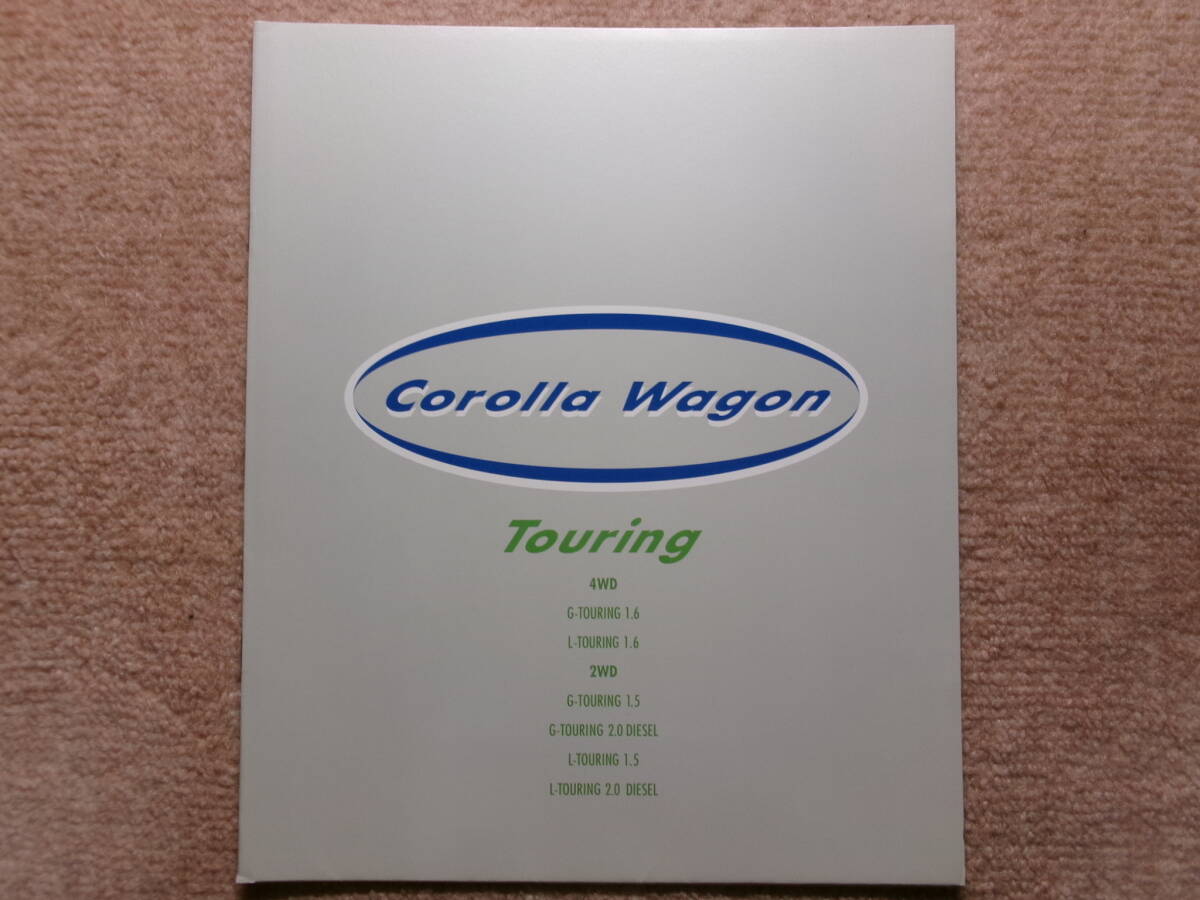 Corolla Wagon
Touring
4WD
G-TOURING 1.6
L-TOURING 1.6
2WD
G-TOURING 1.5
G-TOURING 2.0 DIESEL
L-TOURING 1.5
L-TOURING 2.0 DIESEL